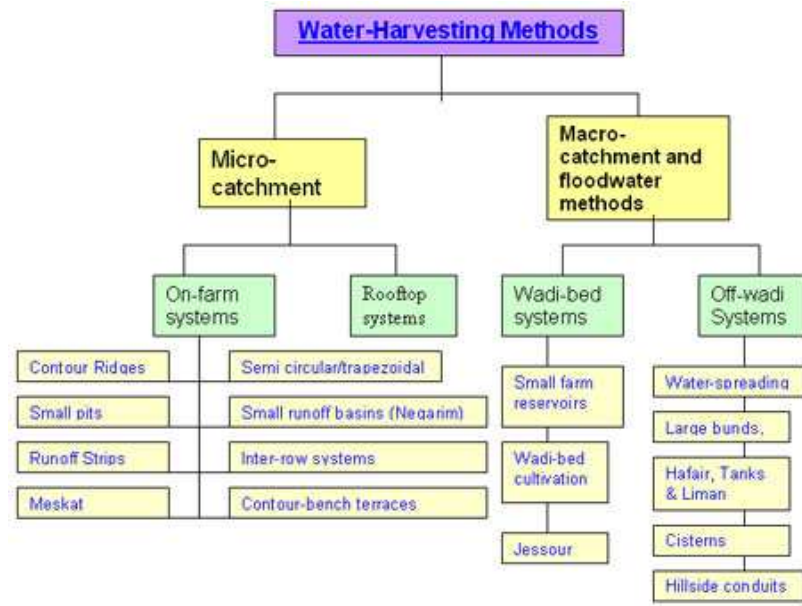 Water-Harvesting Methods
Micro-
catchment
Macro-
catchment and
floodwater
methods
On-farm
systems
Rooftop
systems
Wadi-bed
systems
Off-wadi
Systems
Contour Ridges
Semi circular/trapezoidal
Small pits
Small runoff basins (Negarim)
Runoff Strips
Inter-row systems
Meskat
Contour-bench terraces
Small farm
reservoirs
Wadi-bed
cultivation
Jessour
Water-spreading
Large bunds,
Hafair, Tanks
& Liman
Cisterns
Hillside conduits